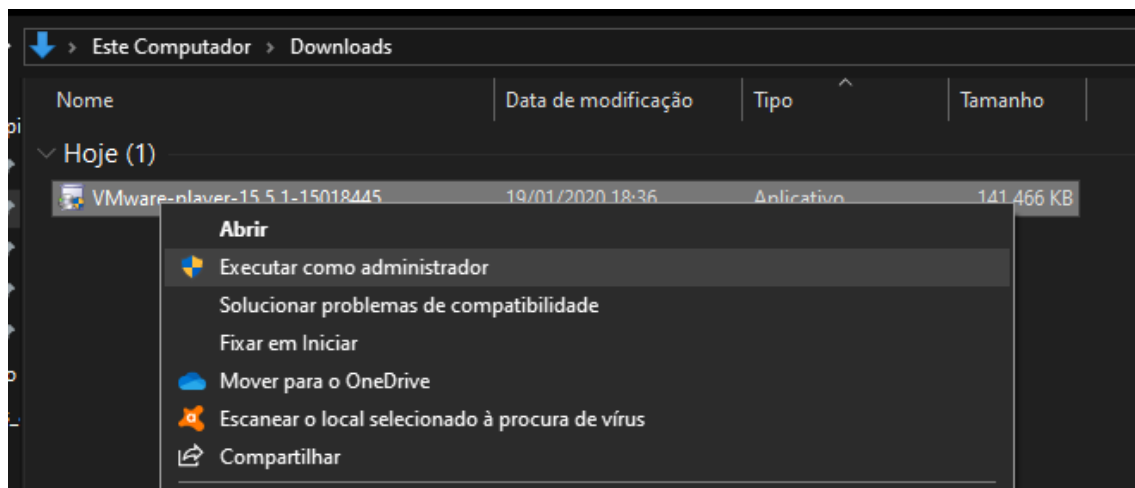 Este Computador > Downloads
Nome Data de modificação Tipo Tamanho
Hoje (1)
VMware-player-15.5.1-15018445 19/01/2020 18:36 Aplicativo 141.466 KB
Abrir
Executar como administrador
Solucionar problemas de compatibilidade
Fixar em Iniciar
Mover para o OneDrive
Escanear o local selecionado à procura de vírus
Compartilhar